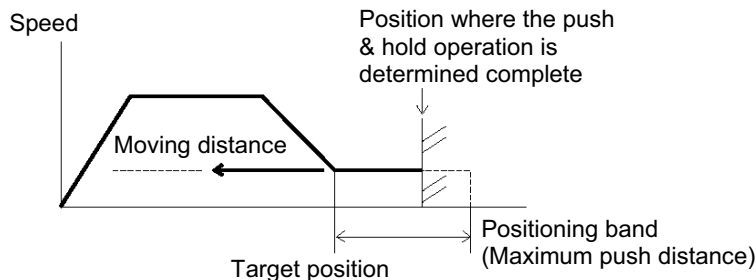 Speed
Position where the push
& hold operation is
determined complete
Moving distance
Positioning band
(Maximum push distance)
Target position